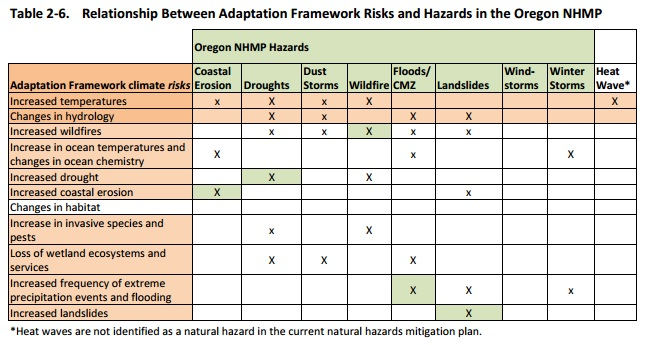 Table 2-6. Relationship Between Adaptation Framework Risks and Hazards in the Oregon NHMP
Oregon NHMP Hazards
Adaptation Framework climate risks Coastal Erosion Droughts Dust Storms Wildfire Floods/ CMZ Landslides Wind- storms Winter Storms Heat Wave*
Increased temperatures x X x X X
Changes in hydrology X x X X
Increased wildfires x x X x x
Increase in ocean temperatures and
changes in ocean chemistry X x X
Increased drought X X
Increased coastal erosion X x
Changes in habitat
Increase in invasive species and
pests x X
Loss of wetland ecosystems and
services X X X
Increased frequency of extreme
precipitation events and flooding X X x
Increased landslides X
*Heat waves are not identified as a natural hazard in the current natural hazards mitigation plan.